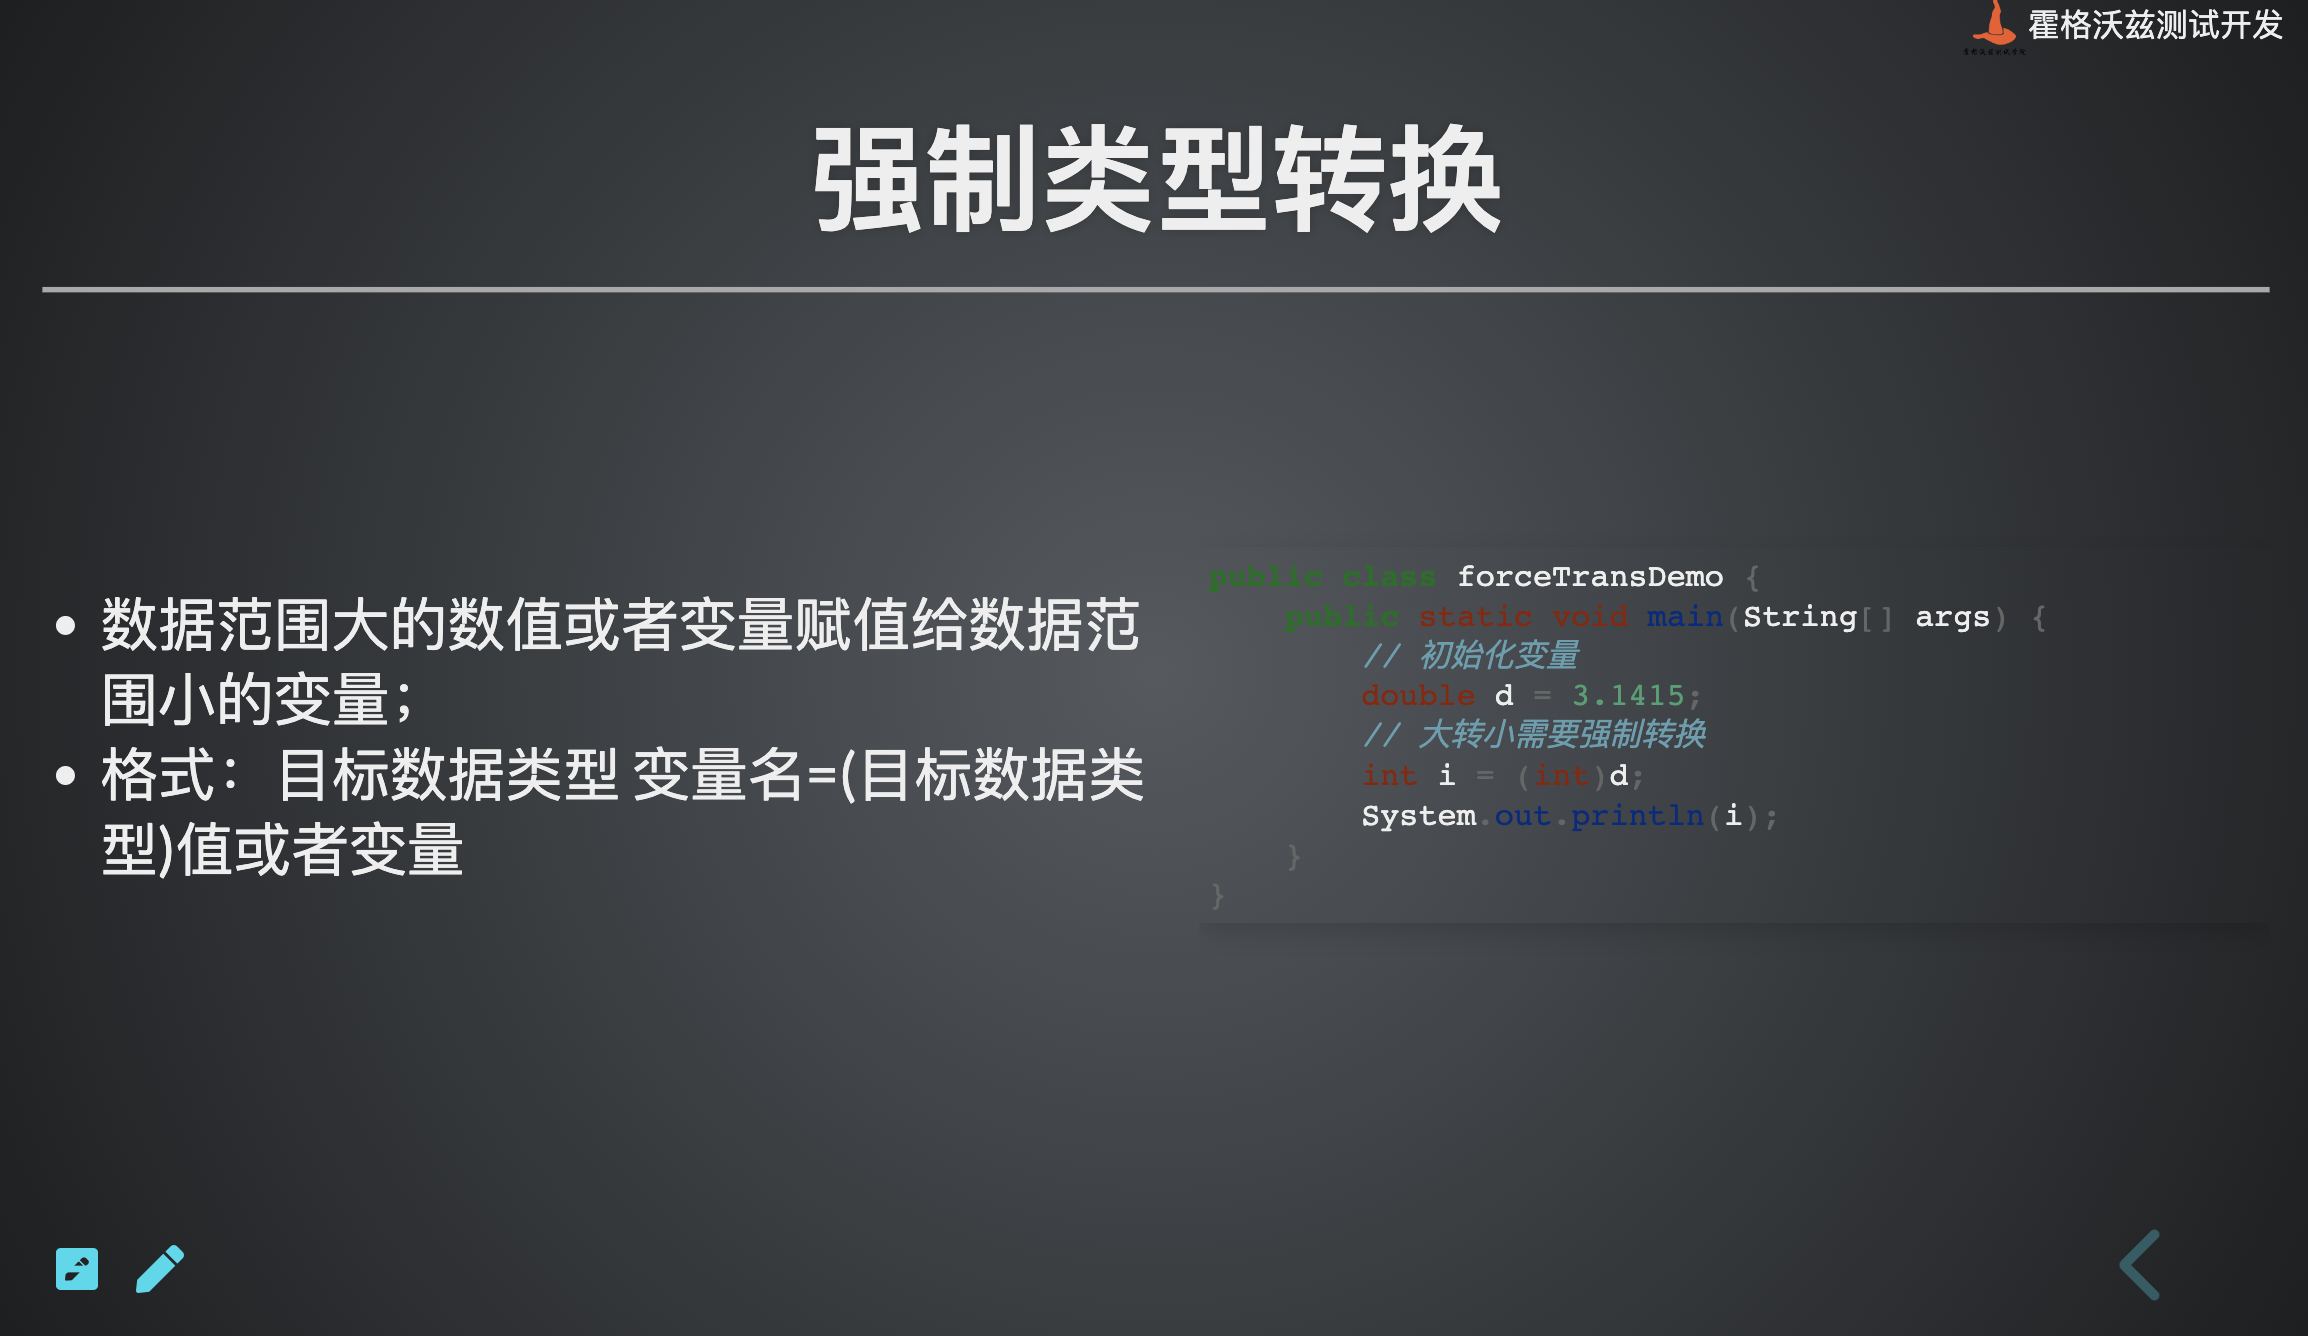 霍格沃兹测试开发
强制类型转换
数据范围大的数值或者变量赋值给数据范
围小的变量；
格式：目标数据类型 变量名=(目标数据类
型)值或者变量
public class forceTransDemo {
    public static void main(String[] args) {
        // 初始化变量
        double d = 3.1415;
        // 大转小需要强制转换
        int i = (int)d;
        System.out.println(i);
    }
}